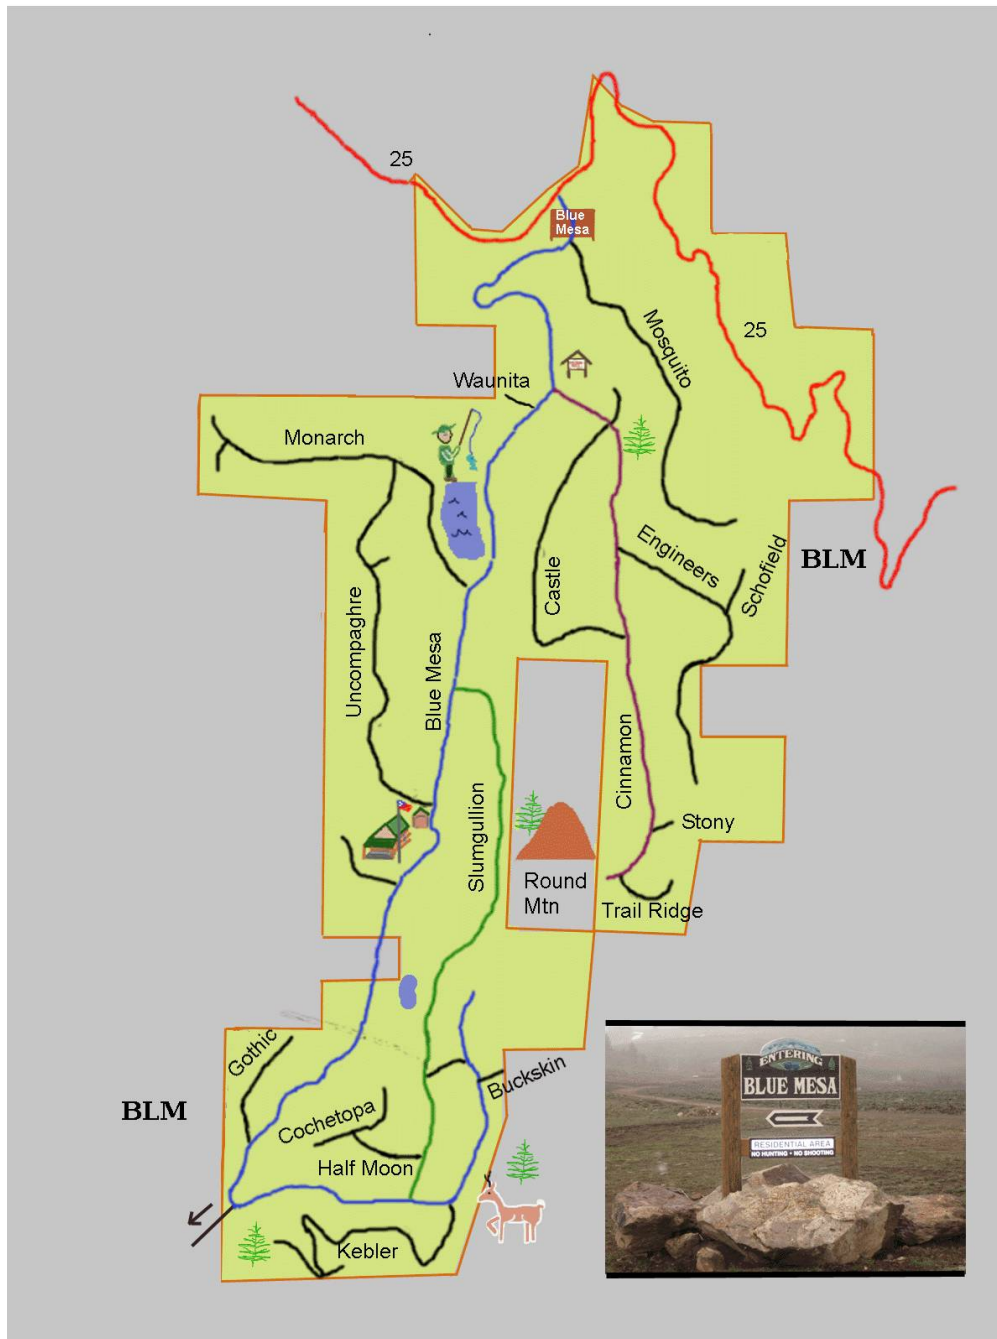 25
Blue
Mesa
25
Mosquito
Waunita
Monarch
Engineers
Schofield
BLM
Castle
Uncompaghre
Blue Mesa
Cinnamon
Slumgullion
Stony
Round
Mtn
Trail Ridge
Gothic
Buckskin
BLM
Cochetopa
Half Moon
Kebler
ENTERING
BLUE MESA
RESIDENTIAL AREA
NO HUNTING • NO SHOOTING